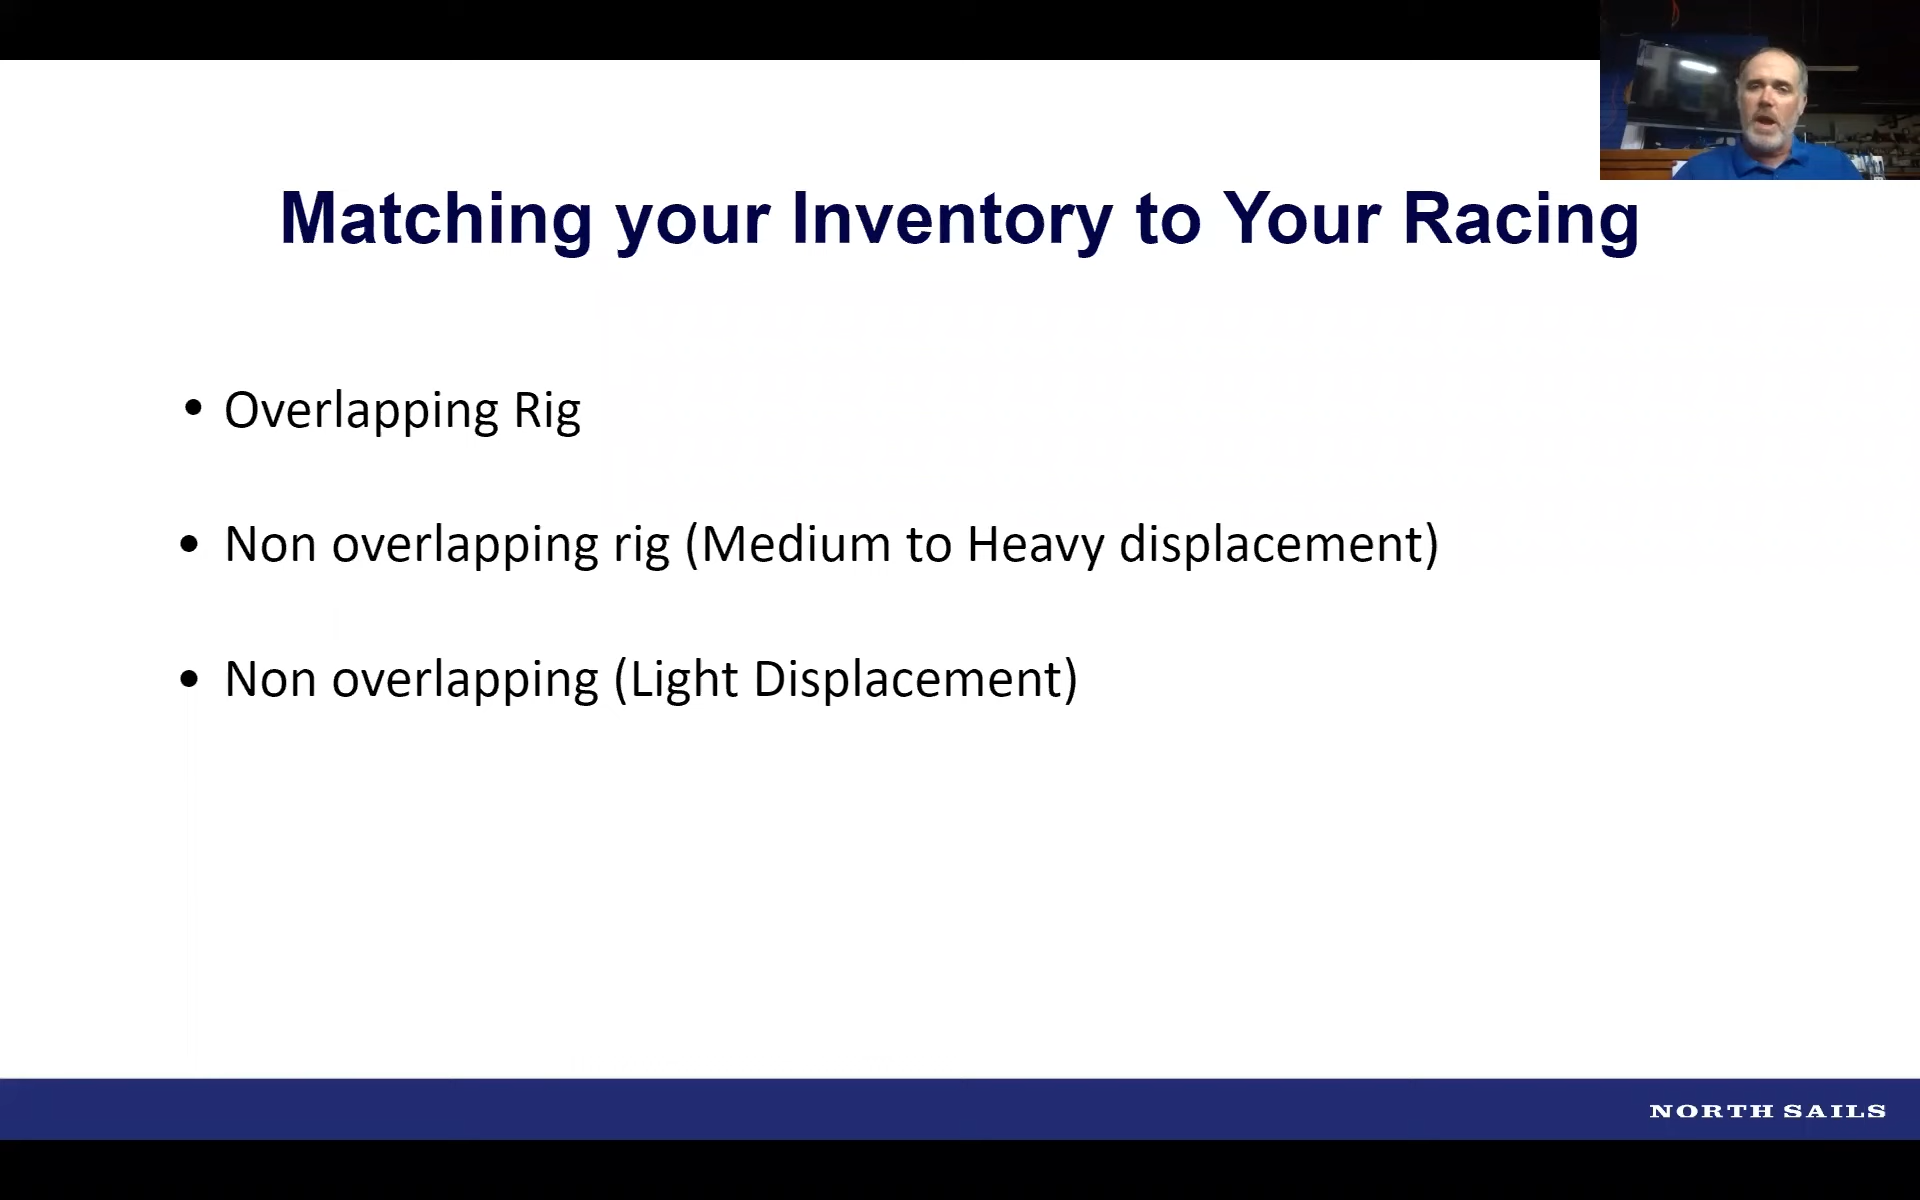 Matching your Inventory to Your Racing
• Overlapping Rig
• Non overlapping rig (Medium to Heavy displacement)
• Non overlapping (Light Displacement)
NORTH SAILS